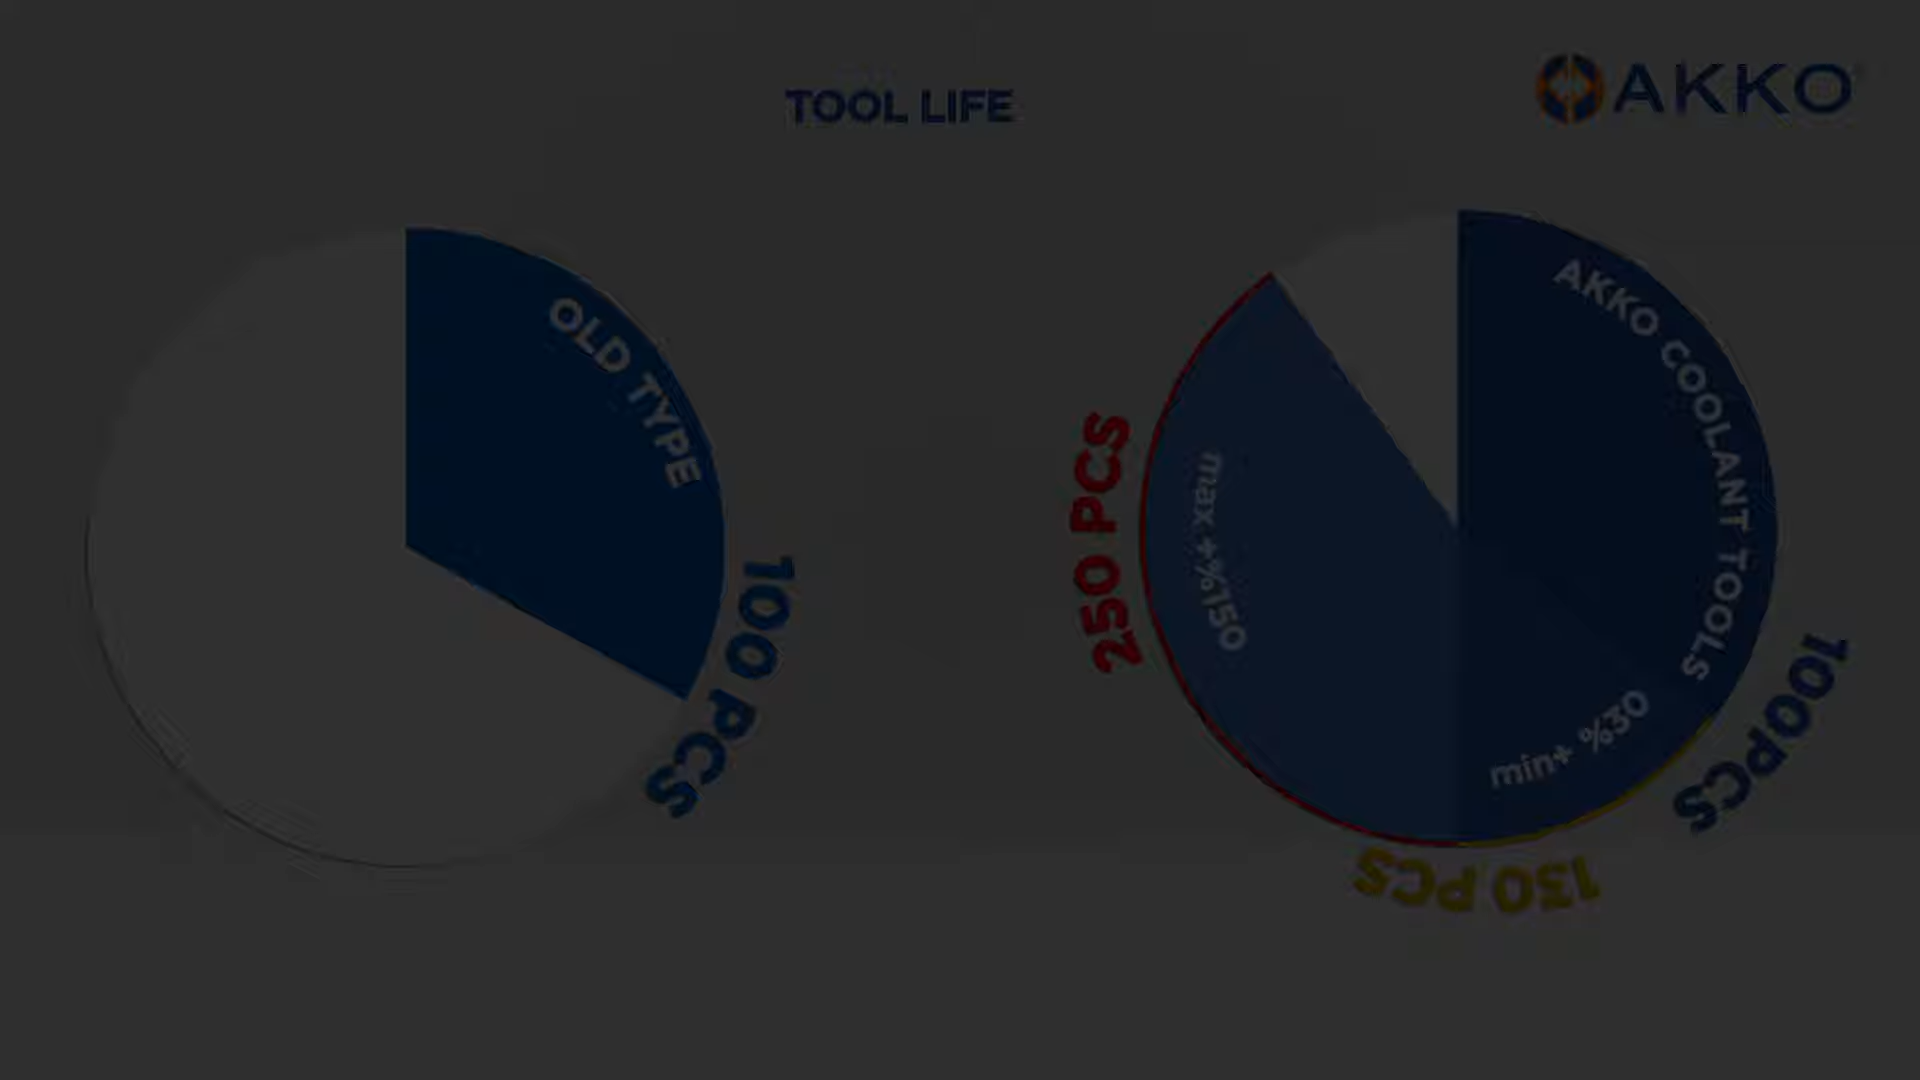 TOOL LIFE
AKKO
OLD TYPE
100 PCS
AKKO COOLANT TOOLS
100PCS
min+ %30
130 PCS
max +%150
250 PCS